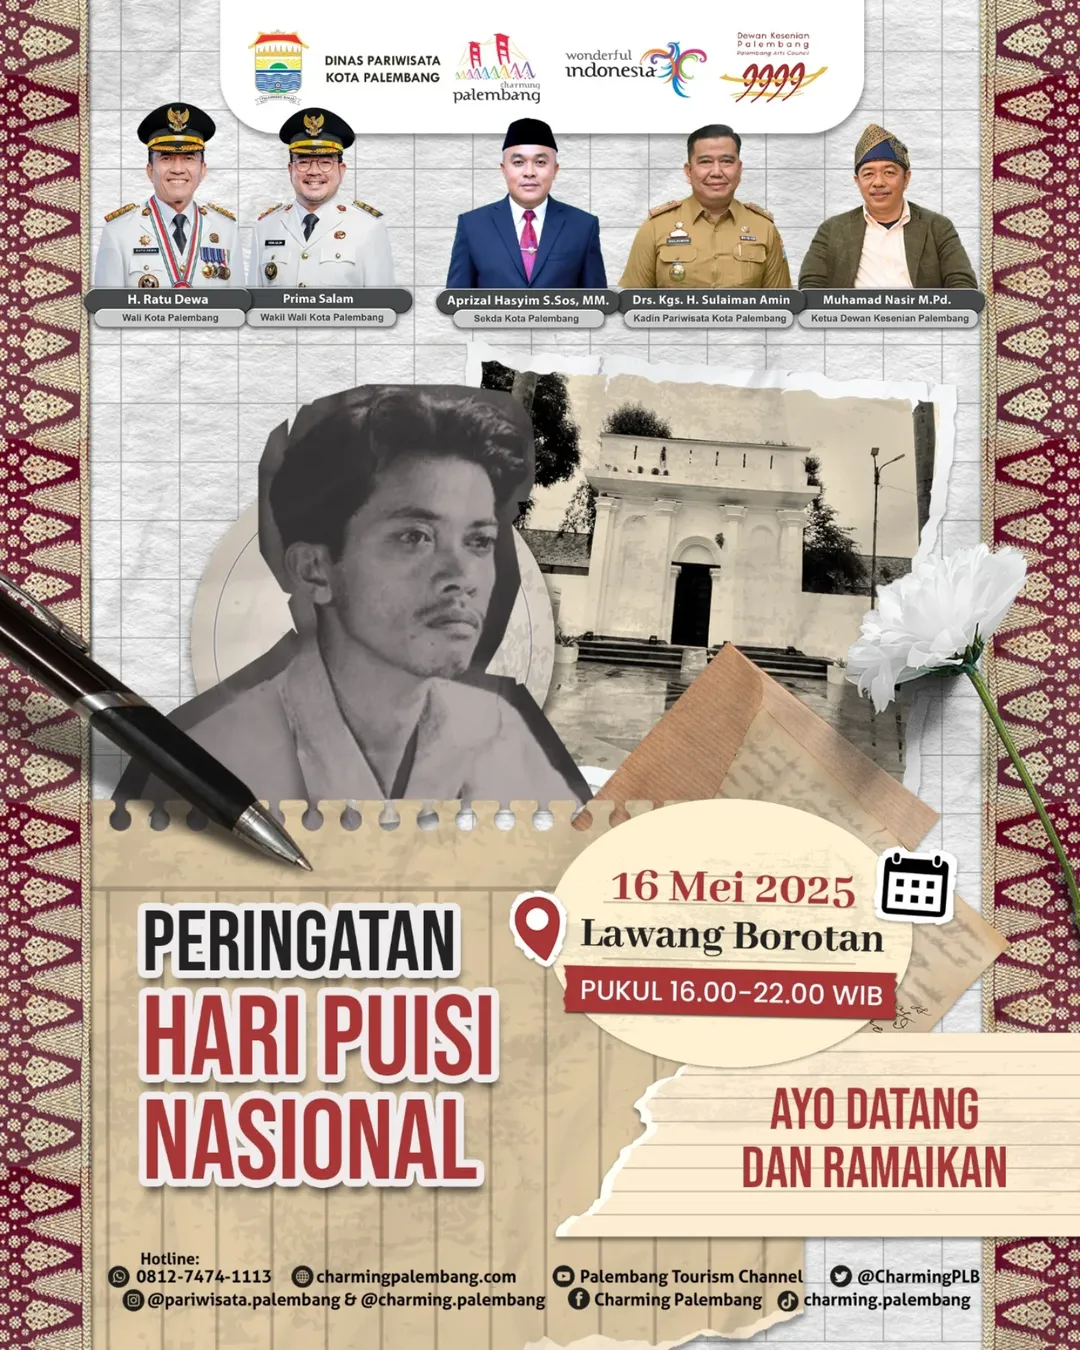 DINAS PARIWISATA
KOTA PALEMBANG
charming
palembang
wonderful
indonesia
Dewan Kesenian
Palembang
Palembang Arts Council
H. Ratu Dewa
Wali Kota Palembang
Prima Salam
Wakil Wali Kota Palembang
Aprizal Hasyim S.Sos, MM.
Sekda Kota Palembang
Drs. Kgs. H. Sulaiman Amin
Kadin Pariwisata Kota Palembang
Muhamad Nasir M.Pd.
Ketua Dewan Kesenian Palembang
16 Mei 2025
Lawang Borotan
PUKUL 16.00-22.00 WIB
PERINGATAN
HARI PUISI
NASIONAL
AYO DATANG
DAN RAMAIKAN
Hotline:
0812-7474-1113
charmingpalembang.com
Palembang Tourism Channel
@CharmingPLB
@pariwisata.palembang & @charming.palembang
Charming Palembang
charming.palembang